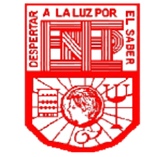 DESPERTAR A LA LUZ POR EL SABER
ENP